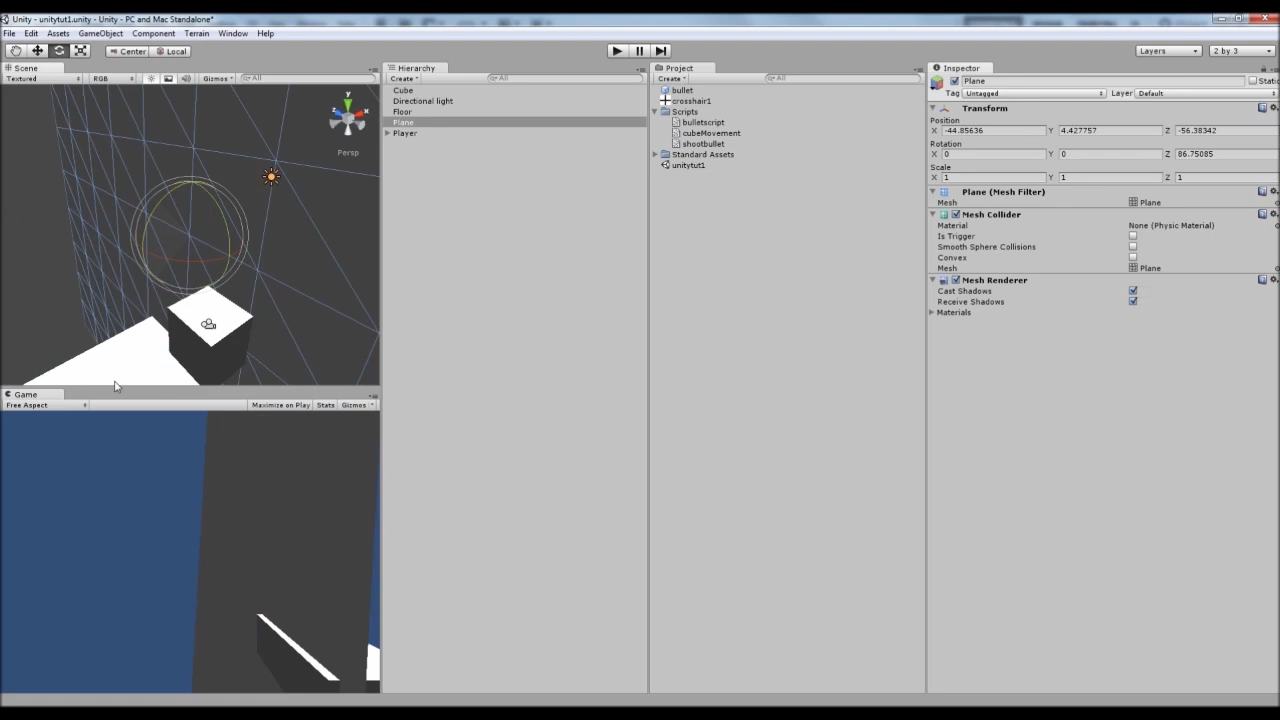 Unity - unitytut1.unity - Unity - PC and Mac Standalone*
File Edit Assets GameObject Component Terrain Window Help
Center Local Layers 2 by 3
Scene
Textured RGB Gizmos All
y
x
z
Persp
Game
Free Aspect Maximize on Play Stats Gizmos
Hierarchy
Create All
Cube
Directional light
Floor
Plane
Player
Project
Create All
bullet
crosshair1
Scripts
bulletscript
cubeMovement
shootbullet
Standard Assets
unitytut1
Inspector
Plane Static
Tag Untagged Layer Default
Transform
Position
X -44.85636 Y 4.427757 Z -56.38342
Rotation
X 0 Y 0 Z 86.75085
Scale
X 1 Y 1 Z 1
Plane (Mesh Filter)
Mesh Plane
Mesh Collider
Material None (Physic Material)
Is Trigger
Smooth Sphere Collisions
Convex
Mesh Plane
Mesh Renderer
Cast Shadows
Receive Shadows
Materials